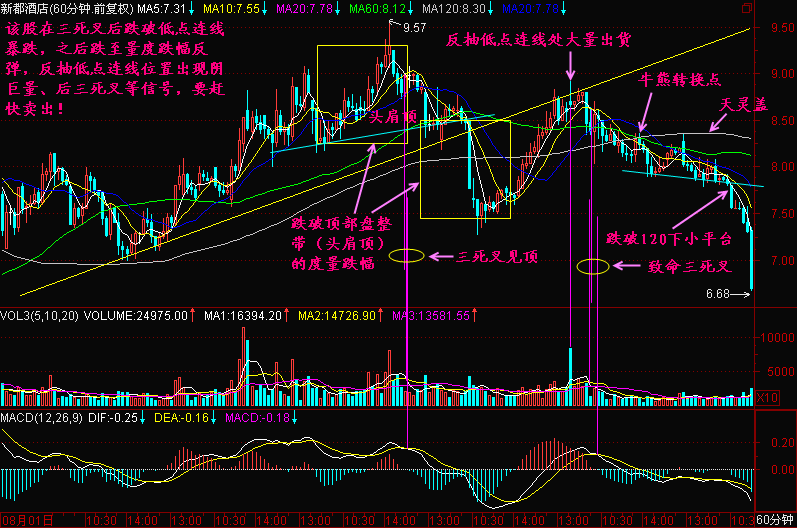 新都酒店(60分钟.前复权) MA5:7.31↓ MA10:7.55↓ MA20:7.78↓ MA60:8.12↓ MA120:8.30↓ MA20:7.78↓
该股在三死叉后跌破低点连线
暴跌，之后跌至量度跌幅反
弹，反抽低点连线位置出现阴
巨量、后三死叉等信号，要赶
快卖出！
9.57
反抽低点连线处大量出货
牛熊转换点
天灵盖
头肩顶
跌破顶部盘整
带（头肩顶）
的度量跌幅
三死叉见顶
跌破120下小平台
致命三死叉
6.68
9.50
9.00
8.50
8.00
7.50
7.00
VOL3(5,10,20) VOLUME:24975.00↑ MA1:16394.20↑ MA2:14726.90↑ MA3:13581.55↑
10000
5000
X10
MACD(12,26,9) DIF:-0.25↓ DEA:-0.16↓ MACD:-0.18↓
0.20
0.00
08月01日 10:30 14:00 13:00 10:30 14:00 13:00 10:30 14:00 13:00 10:30 14:00 13:00 10:30 14:00 13:00 10:30 60分钟